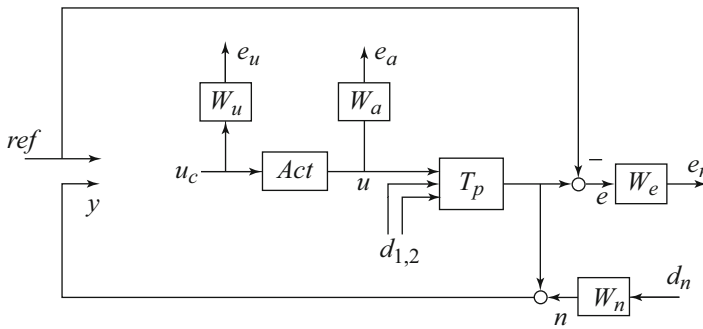 e_u
e_a
W_u
W_a
ref
u_c
Act
u
T_p
−
e
W_e
e_r
y
d_{1,2}
d_n
n
W_n